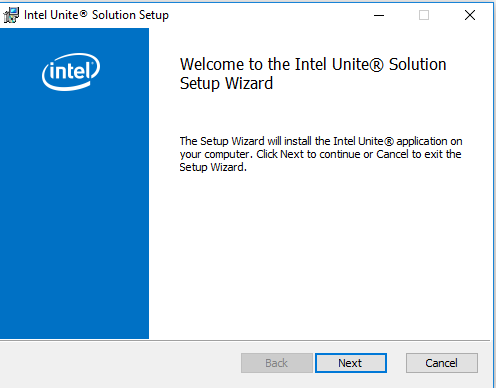 Intel Unite® Solution Setup
intel
Welcome to the Intel Unite® Solution
Setup Wizard
The Setup Wizard will install the Intel Unite® application on
your computer. Click Next to continue or Cancel to exit the
Setup Wizard.
Back Next Cancel